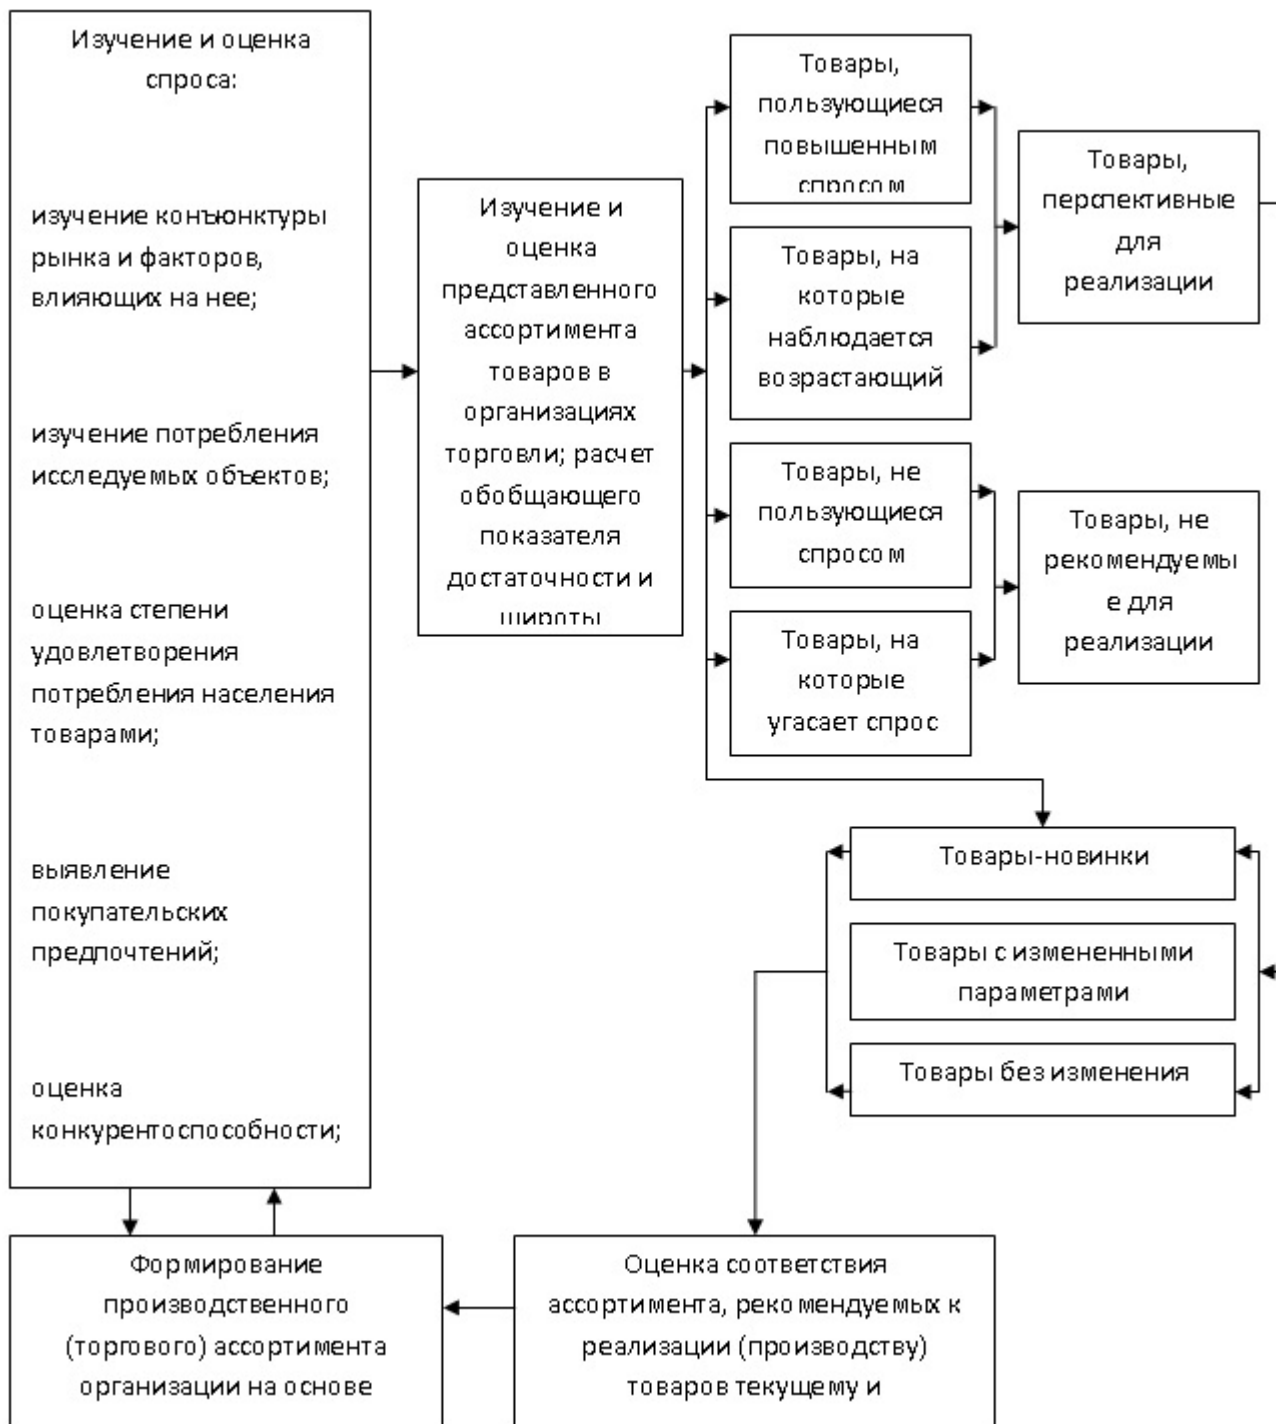 Изучение и оценка
спроса:
изучение конъюнктуры
рынка и факторов,
влияющих на нее;
изучение потребления
исследуемых объектов;
оценка степени
удовлетворения
потребления населения
товарами;
выявление
покупательских
предпочтений;
оценка
конкурентоспособности;
Изучение и
оценка
представленного
ассортимента
товаров в
организациях
торговли; расчет
обобщающего
показателя
достаточности и
широты
Товары,
пользующиеся
повышенным
спросом
Товары, на
которые
наблюдается
возрастающий
Товары, не
пользующиеся
спросом
Товары, на
которые
угасает спрос
Товары,
перспективные
для
реализации
Товары, не
рекомендуемы
е для
реализации
Товары-новинки
Товары с измененными
параметрами
Товары без изменения
Оценка соответствия
ассортимента, рекомендуемых к
реализации (производству)
товаров текущему и
Формирование
производственного
(торгового) ассортимента
организации на основе